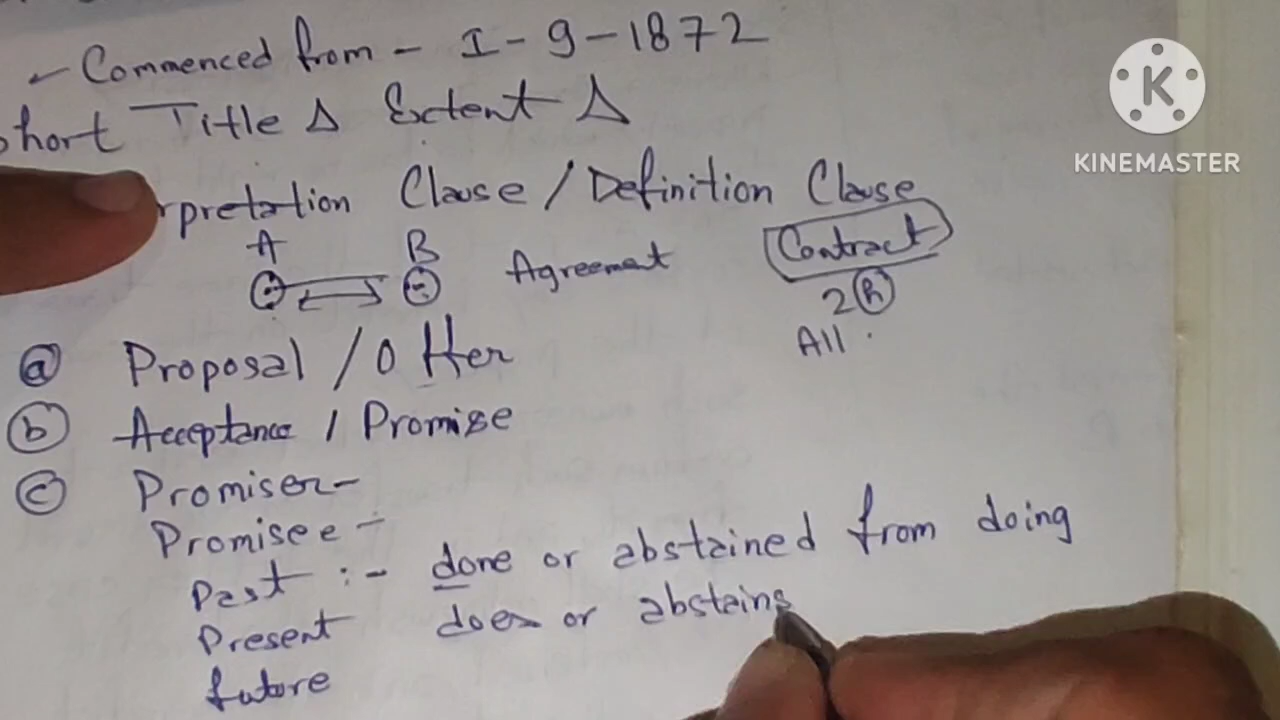 Commenced from - I-9-1872
Short Title Δ Extent Δ
rpretation Clause / Definition Clause
A B Agreement Contract
2(h)
All
(a) Proposal / Offer
(b) Acceptance / Promise
(c) Promiser-
Promisee -
Past :- done or abstained from doing
Present does or abstains
future
KINEMASTER